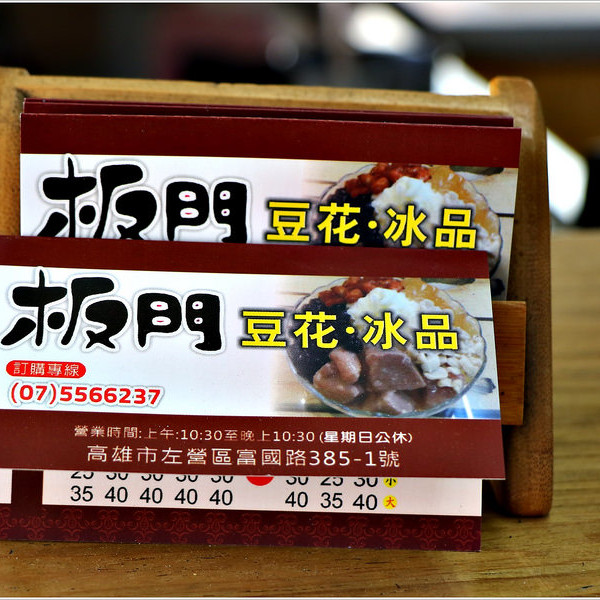 板門 豆花·冰品
板門 豆花·冰品
訂購專線
(07)5566237
營業時間:上午:10:30至晚上10:30(星期日公休)
高雄市左營區富國路385-1號
25 30 30 30 30 30 25 30 小
35 40 40 40 40 40 35 40 大